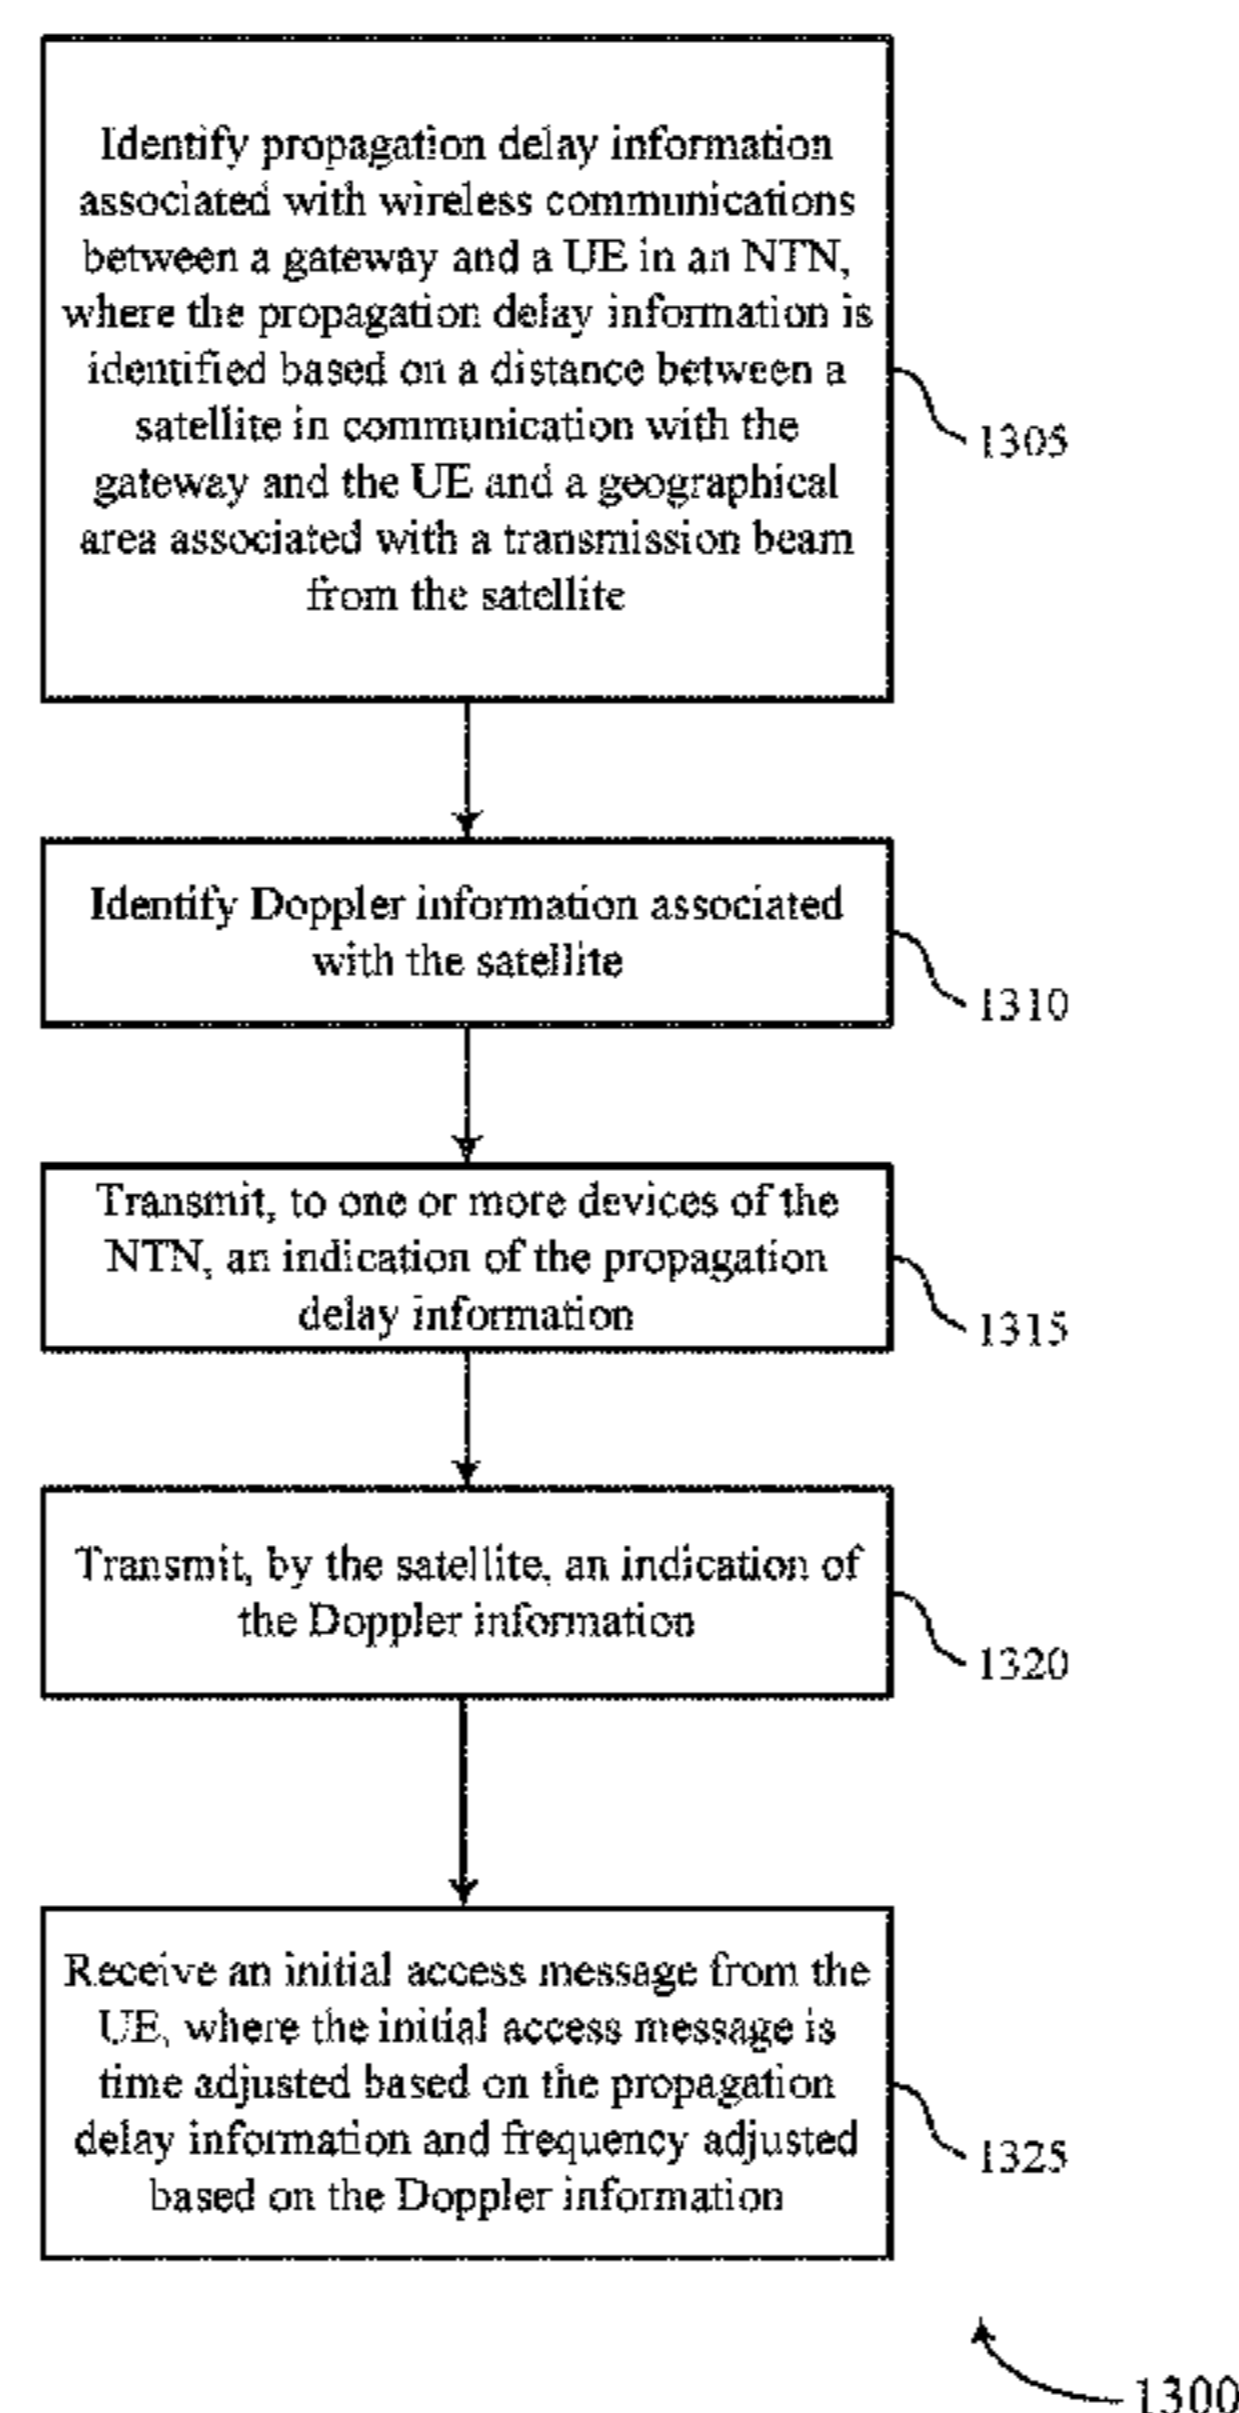 Identify propagation delay information
associated with wireless communications
between a gateway and a UE in an NTN,
where the propagation delay information is
identified based on a distance between a
satellite in communication with the
gateway and the UE and a geographical
area associated with a transmission beam
from the satellite
1305
Identify Doppler information associated
with the satellite
1310
Transmit, to one or more devices of the
NTN, an indication of the propagation
delay information
1315
Transmit, by the satellite, an indication of
the Doppler information
1320
Receive an initial access message from the
UE, where the initial access message is
time adjusted based on the propagation
delay information and frequency adjusted
based on the Doppler information
1325
1300